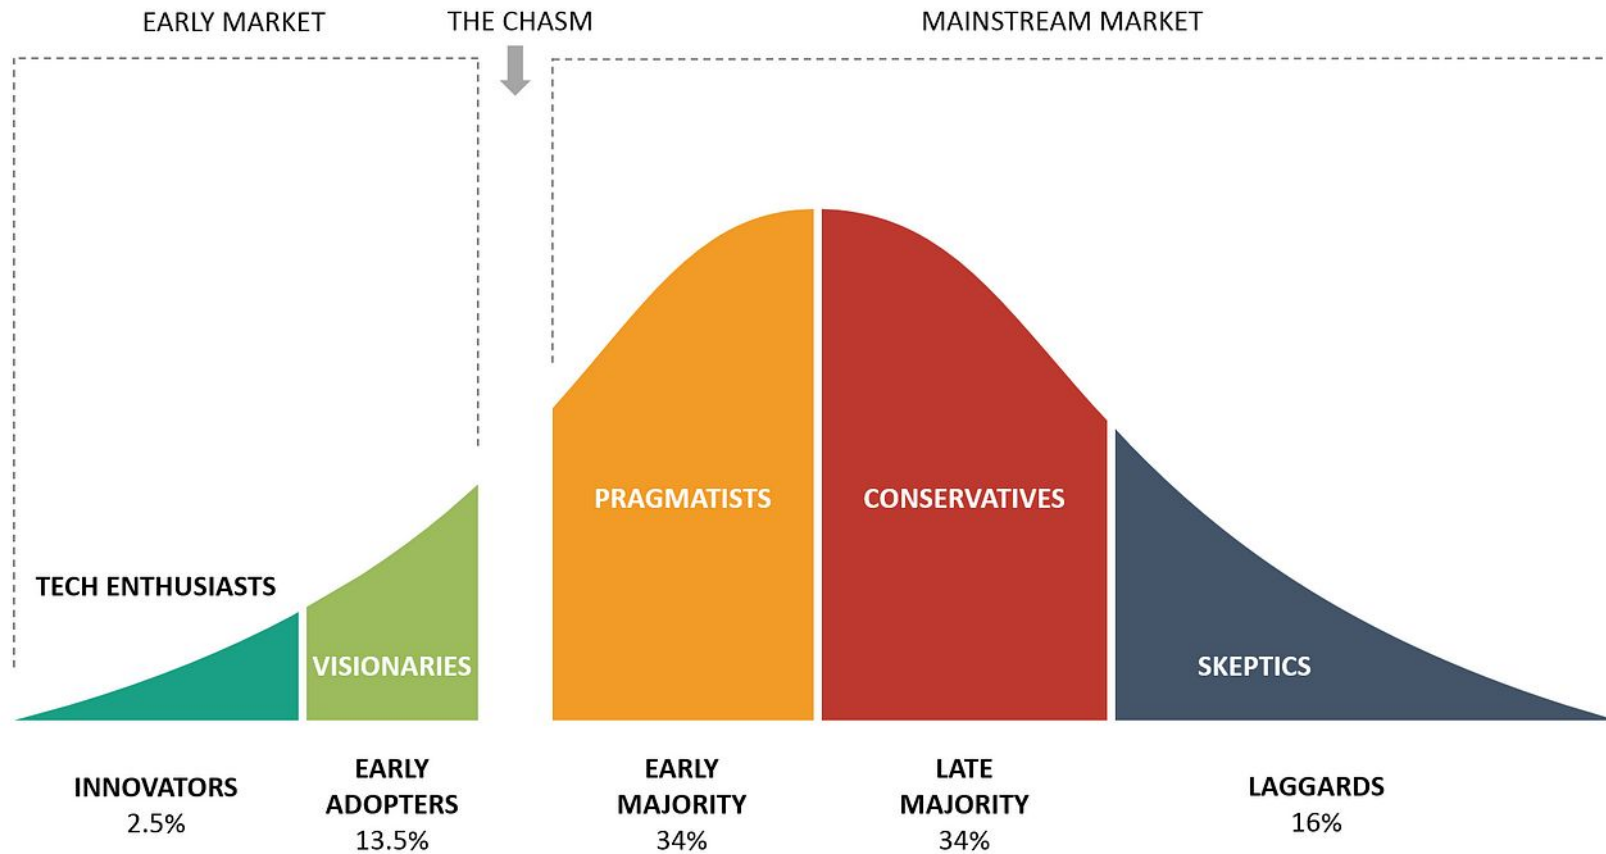 EARLY MARKET
THE CHASM
MAINSTREAM MARKET
PRAGMATISTS
CONSERVATIVES
TECH ENTHUSIASTS
VISIONARIES
SKEPTICS
INNOVATORS
2.5%
EARLY
ADOPTERS
13.5%
EARLY
MAJORITY
34%
LATE
MAJORITY
34%
LAGGARDS
16%